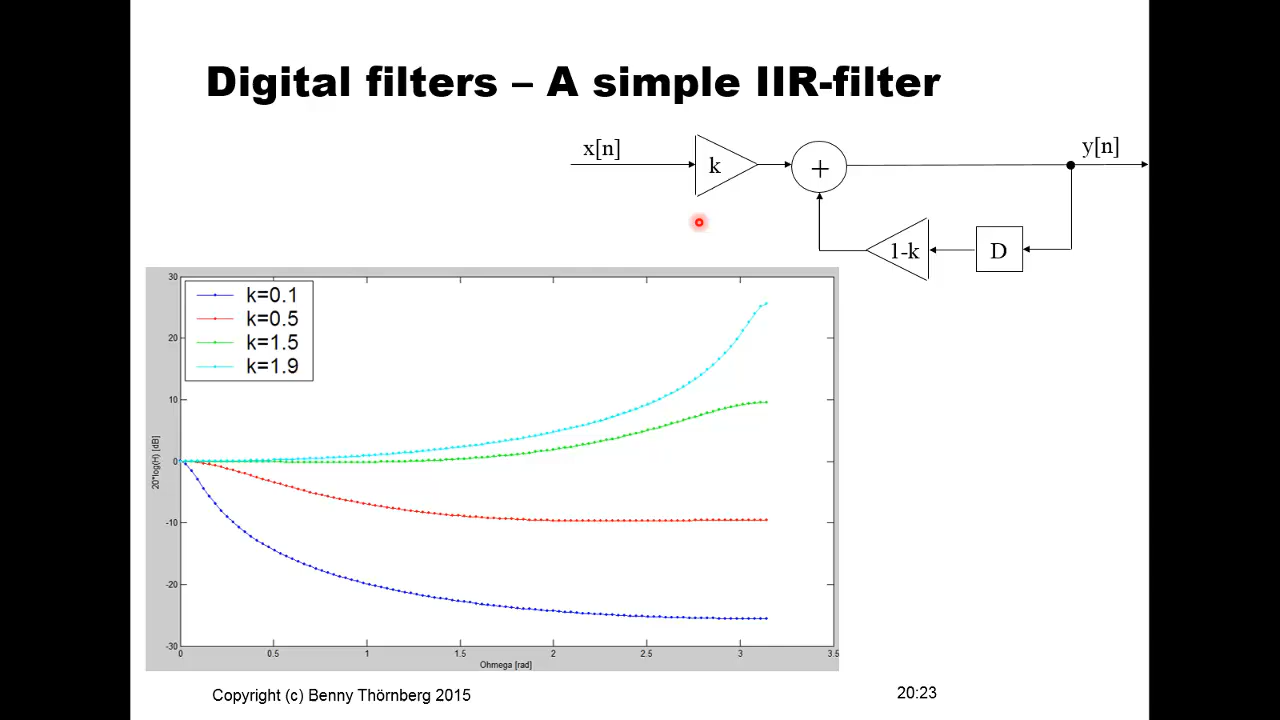 Digital filters – A simple IIR-filter
x[n]
k
+
y[n]
1-k
D
k=0.1
k=0.5
k=1.5
k=1.9
30
20
10
0
-10
-20
-30
20*log(H) [dB]
0 0.5 1 1.5 2 2.5 3 3.5
Ohmega [rad]
Copyright (c) Benny Thörnberg 2015
20:23